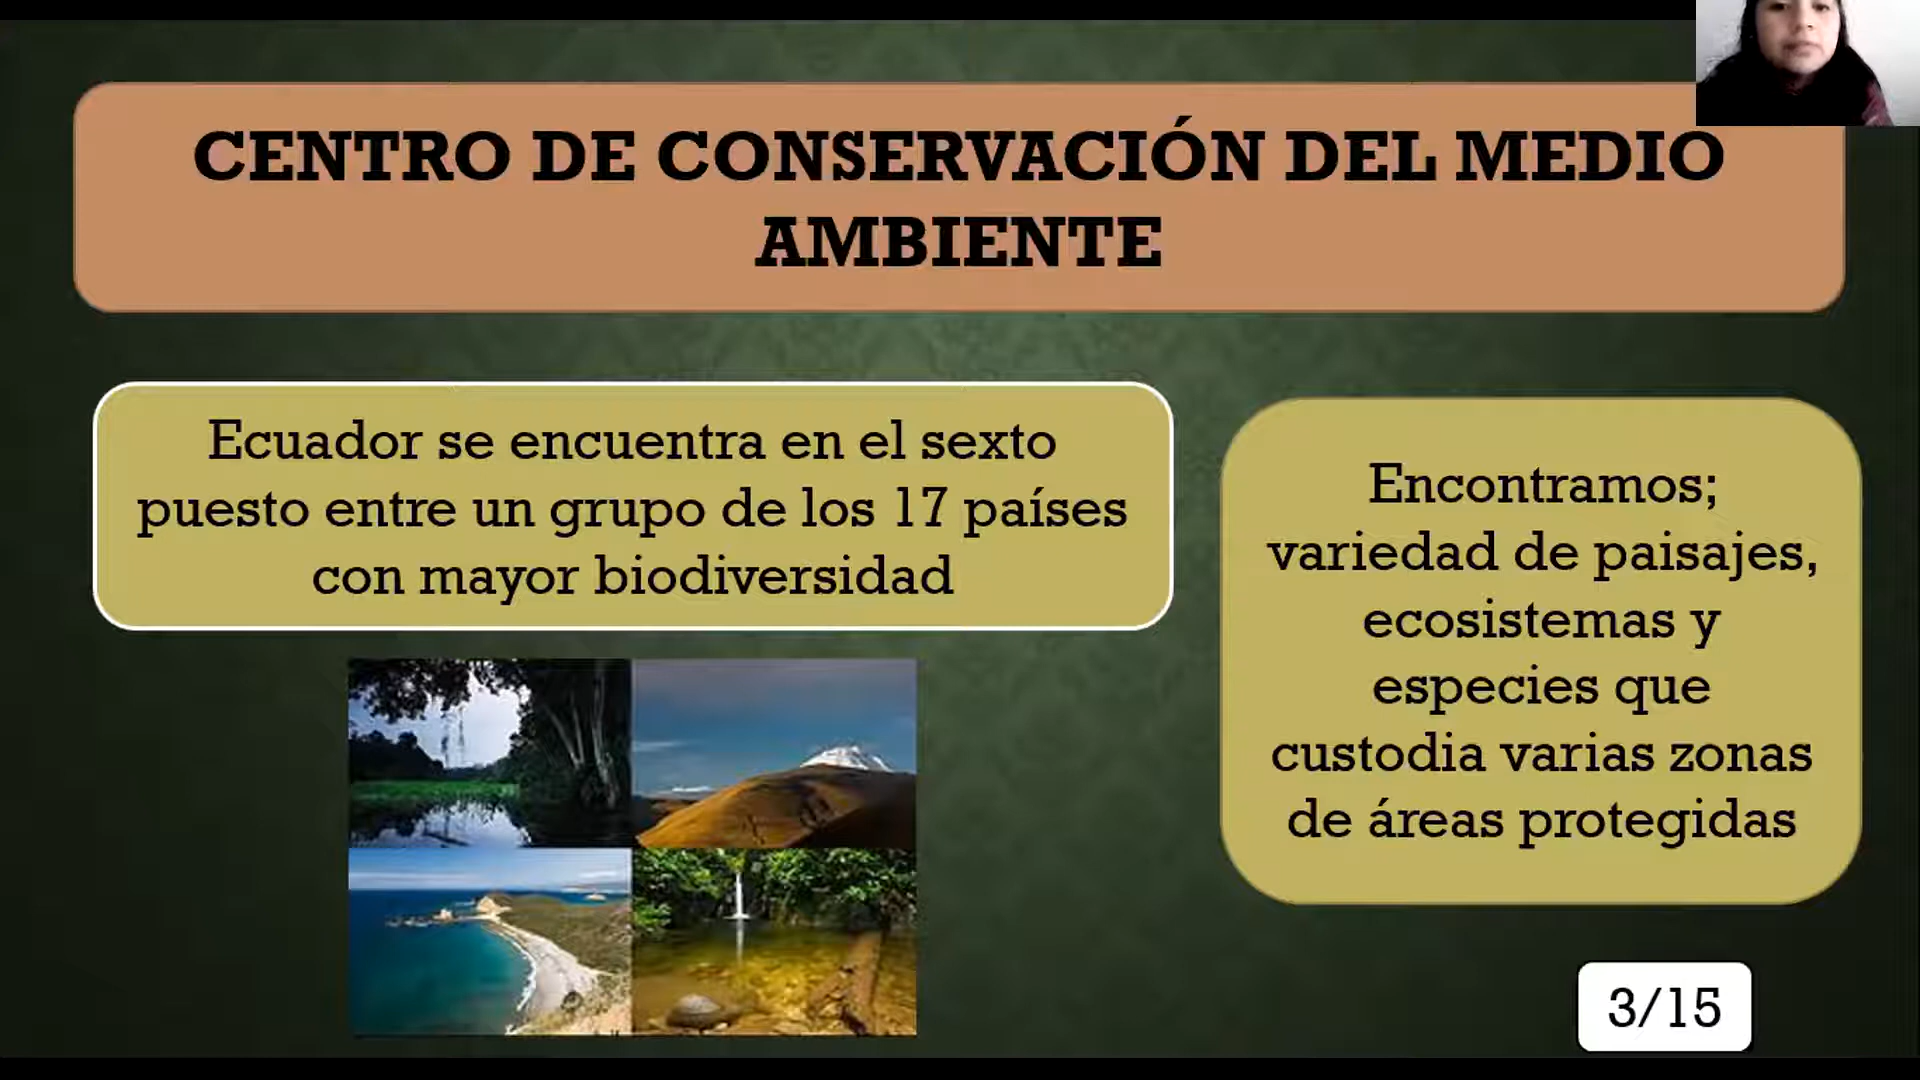 CENTRO DE CONSERVACIÓN DEL MEDIO
AMBIENTE
Ecuador se encuentra en el sexto
puesto entre un grupo de los 17 países
con mayor biodiversidad
Encontramos;
variedad de paisajes,
ecosistemas y
especies que
custodia varias zonas
de áreas protegidas
3/15